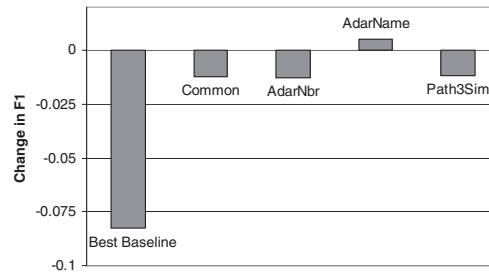 AdarName
0
Common
AdarNbr
Path3Sim
-0.025
Change in F1
-0.05
-0.075
Best Baseline
-0.1